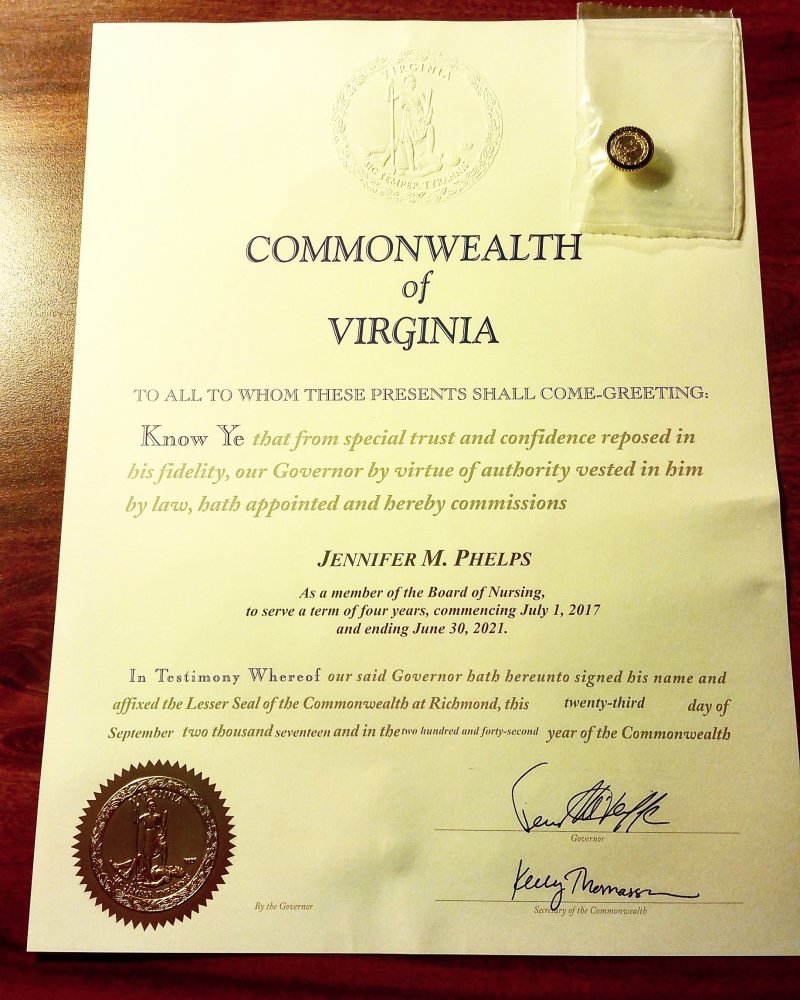 VIRGINIA
SIC SEMPER TYRANNIS
COMMONWEALTH
of
VIRGINIA
TO ALL TO WHOM THESE PRESENTS SHALL COME-GREETING:
Know Ye that from special trust and confidence reposed in
his fidelity, our Governor by virtue of authority vested in him
by law, hath appointed and hereby commissions
JENNIFER M. PHELPS
As a member of the Board of Nursing,
to serve a term of four years, commencing July 1, 2017
and ending June 30, 2021.
In Testimony Whereof our said Governor hath hereunto signed his name and
affixed the Lesser Seal of the Commonwealth at Richmond, this twenty-third day of
September two thousand seventeen and in the two hundred and forty-second year of the Commonwealth
Governor
Kelly Thomasson
Secretary of the Commonwealth
By the Governor
VIRGINIA
SIC SEMPER TYRANNIS